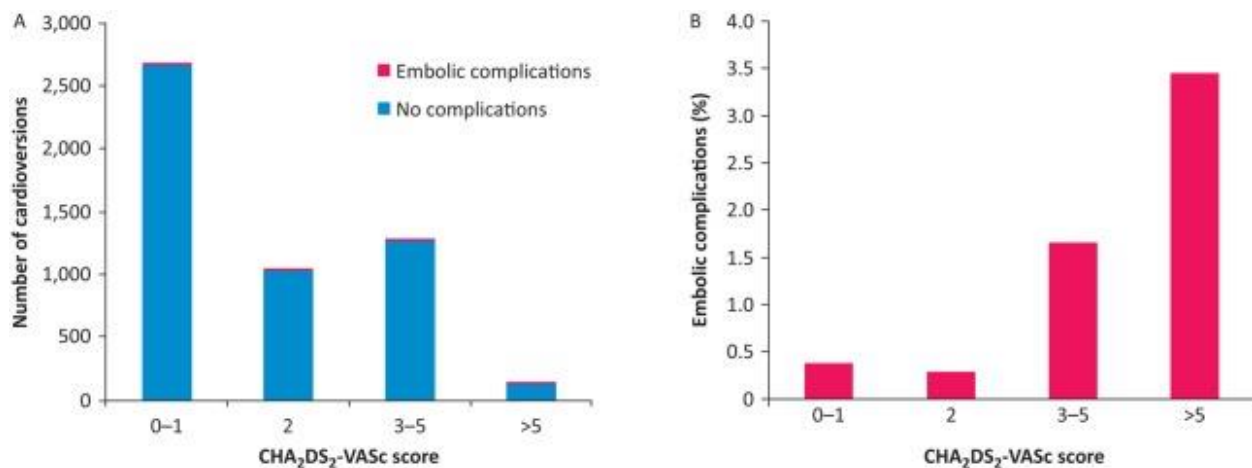 A
3,000
2,500
2,000
1,500
1,000
500
0
Number of cardioversions
Embolic complications
No complications
0–1 2 3–5 >5
CHA₂DS₂-VASc score
B
4.0
3.5
3.0
2.5
2.0
1.5
1.0
0.5
0
Embolic complications (%)
0–1 2 3–5 >5
CHA₂DS₂-VASc score